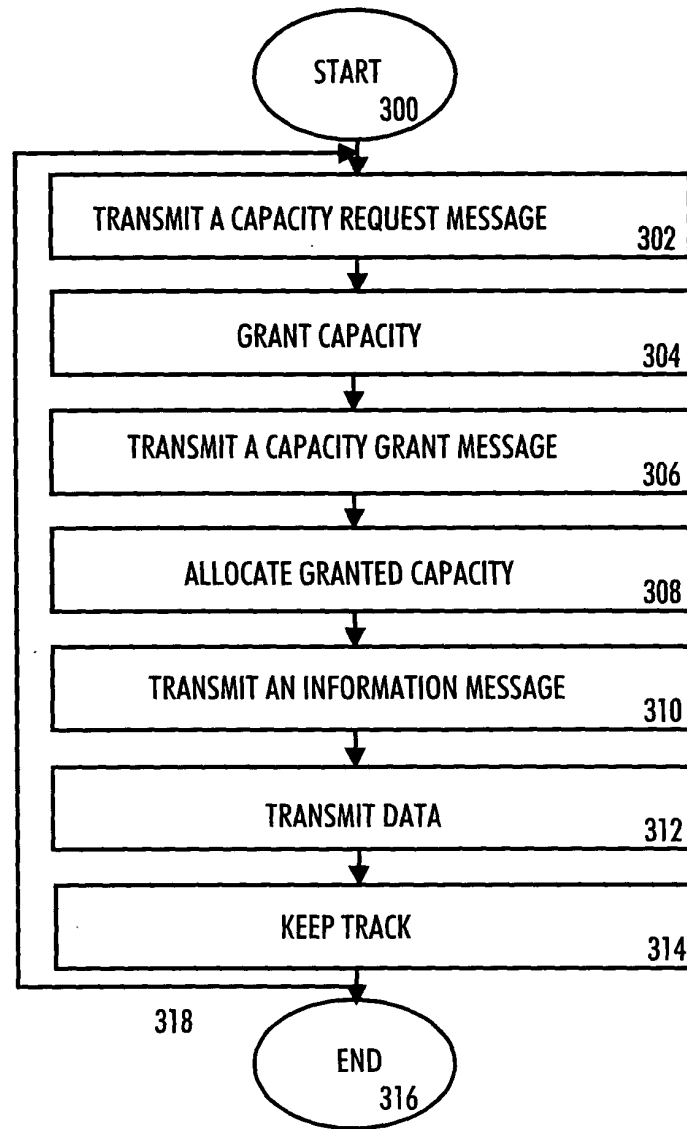 START
300
TRANSMIT A CAPACITY REQUEST MESSAGE
302
GRANT CAPACITY
304
TRANSMIT A CAPACITY GRANT MESSAGE
306
ALLOCATE GRANTED CAPACITY
308
TRANSMIT AN INFORMATION MESSAGE
310
TRANSMIT DATA
312
KEEP TRACK
314
318
END
316